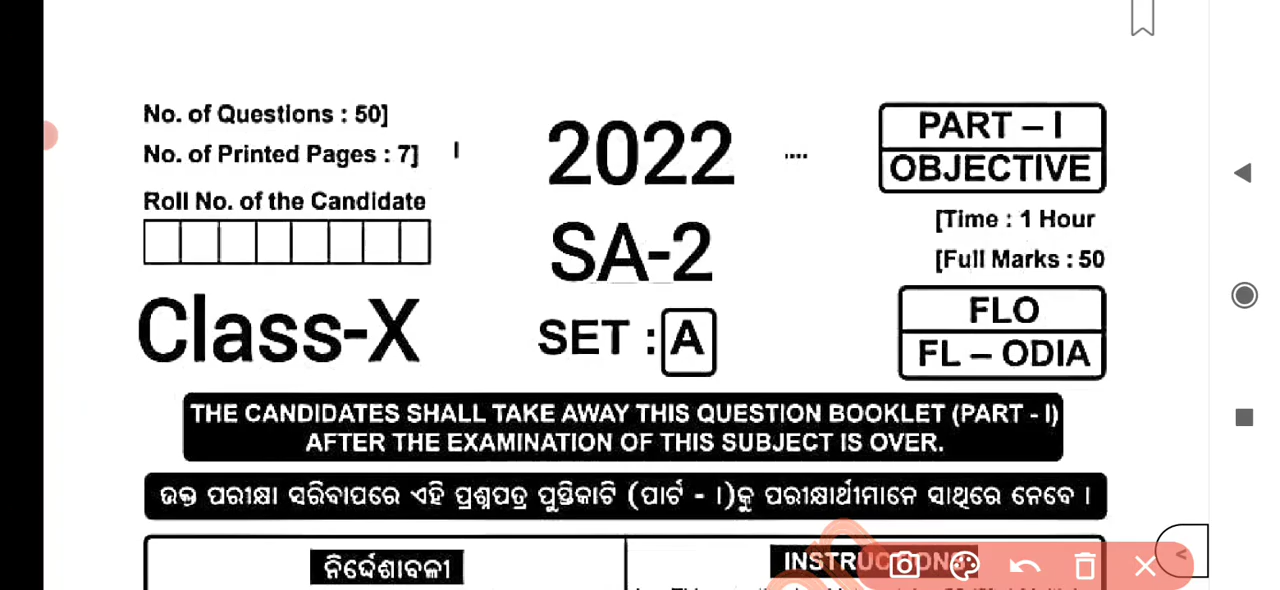 No. of Questions : 50]
No. of Printed Pages : 7]
Roll No. of the Candidate
Class-X
2022
SA-2
SET : A
PART – I
OBJECTIVE
[Time : 1 Hour
[Full Marks : 50
FLO
FL – ODIA
THE CANDIDATES SHALL TAKE AWAY THIS QUESTION BOOKLET (PART - I)
AFTER THE EXAMINATION OF THIS SUBJECT IS OVER.
ଉକ୍ତ ପରୀକ୍ଷା ସରିବାପରେ ଏହି ପ୍ରଶ୍ନପତ୍ର ପୁସ୍ତିକାଟି (ପାର୍ଟ - ।)କୁ ପରୀକ୍ଷାର୍ଥୀମାନେ ସାଥିରେ ନେବେ ।
ନିର୍ଦ୍ଦେଶାବଳୀ
INSTRUCTIONS